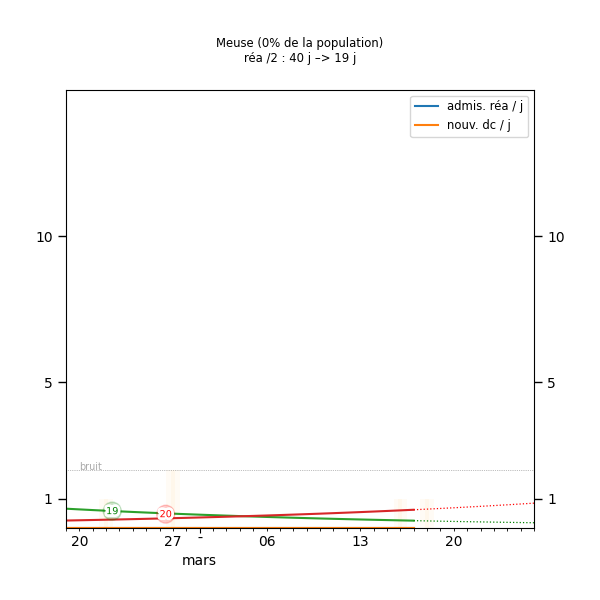 Meuse (0% de la population)
réa /2 : 40 j –> 19 j
admis. réa / j
nouv. dc / j
10 10
5 5
bruit
1 1
19
20
20 27 - 06 13 20
mars